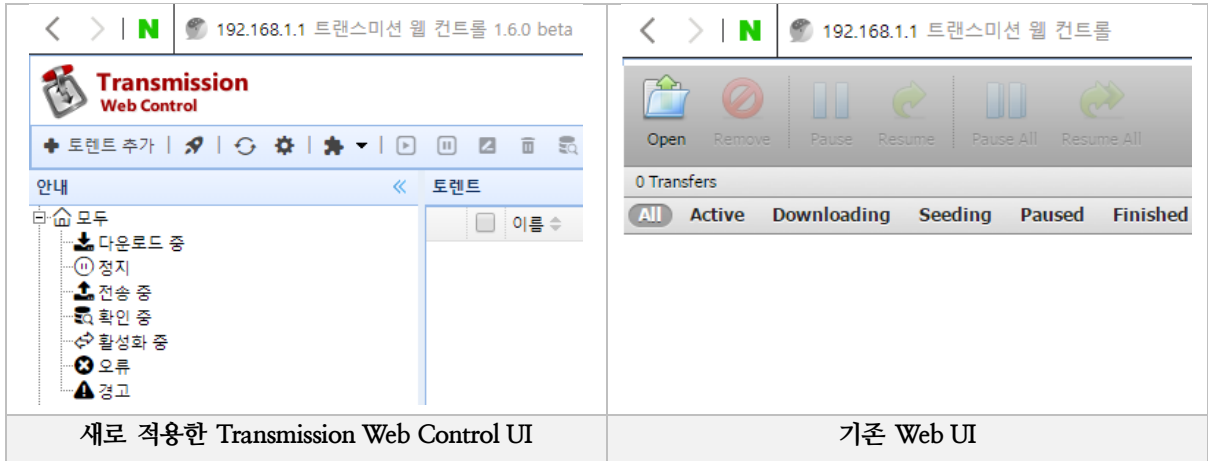 N 192.168.1.1 트랜스미션 웹 컨트롤 1.6.0 beta
Transmission
Web Control
토렌트 추가
안내
토렌트
모두
이름
다운로드 중
정지
전송 중
확인 중
활성화 중
오류
경고
새로 적용한 Transmission Web Control UI
N 192.168.1.1 트랜스미션 웹 컨트롤
Open Remove Pause Resume Pause All Resume All
0 Transfers
All Active Downloading Seeding Paused Finished
기존 Web UI